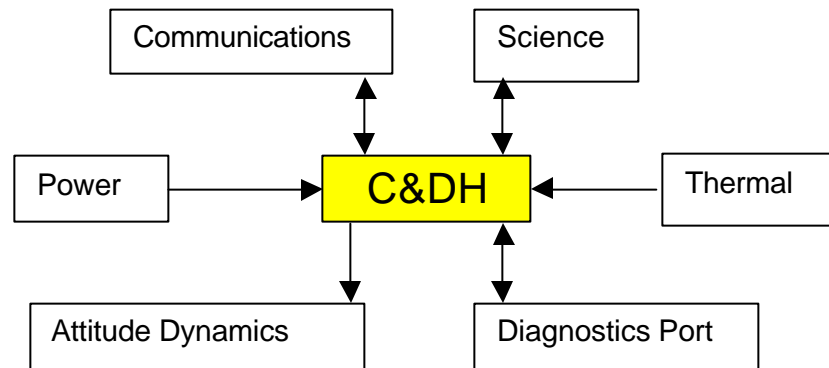 Communications
Science
Power
C&DH
Thermal
Attitude Dynamics
Diagnostics Port